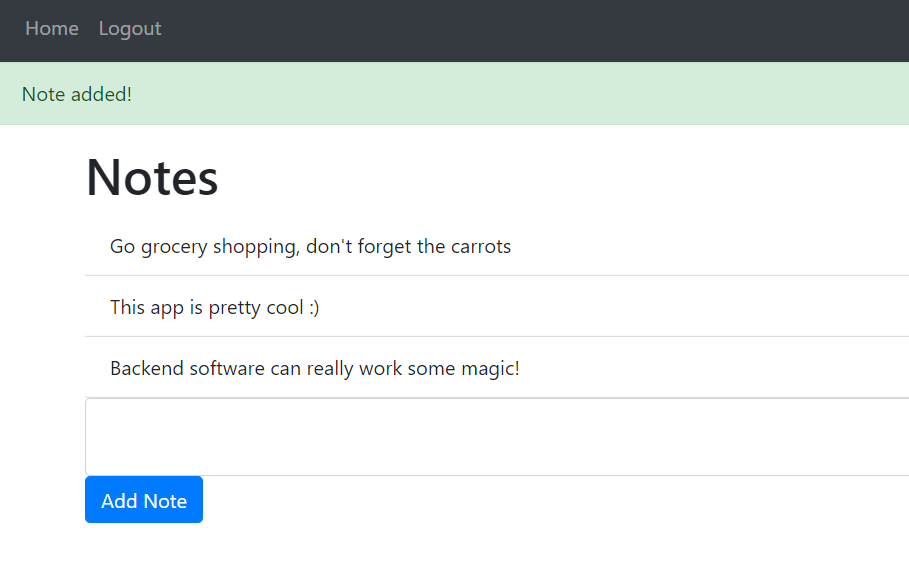 Home Logout
Note added!
Notes
Go grocery shopping, don't forget the carrots
This app is pretty cool :)
Backend software can really work some magic!
Add Note